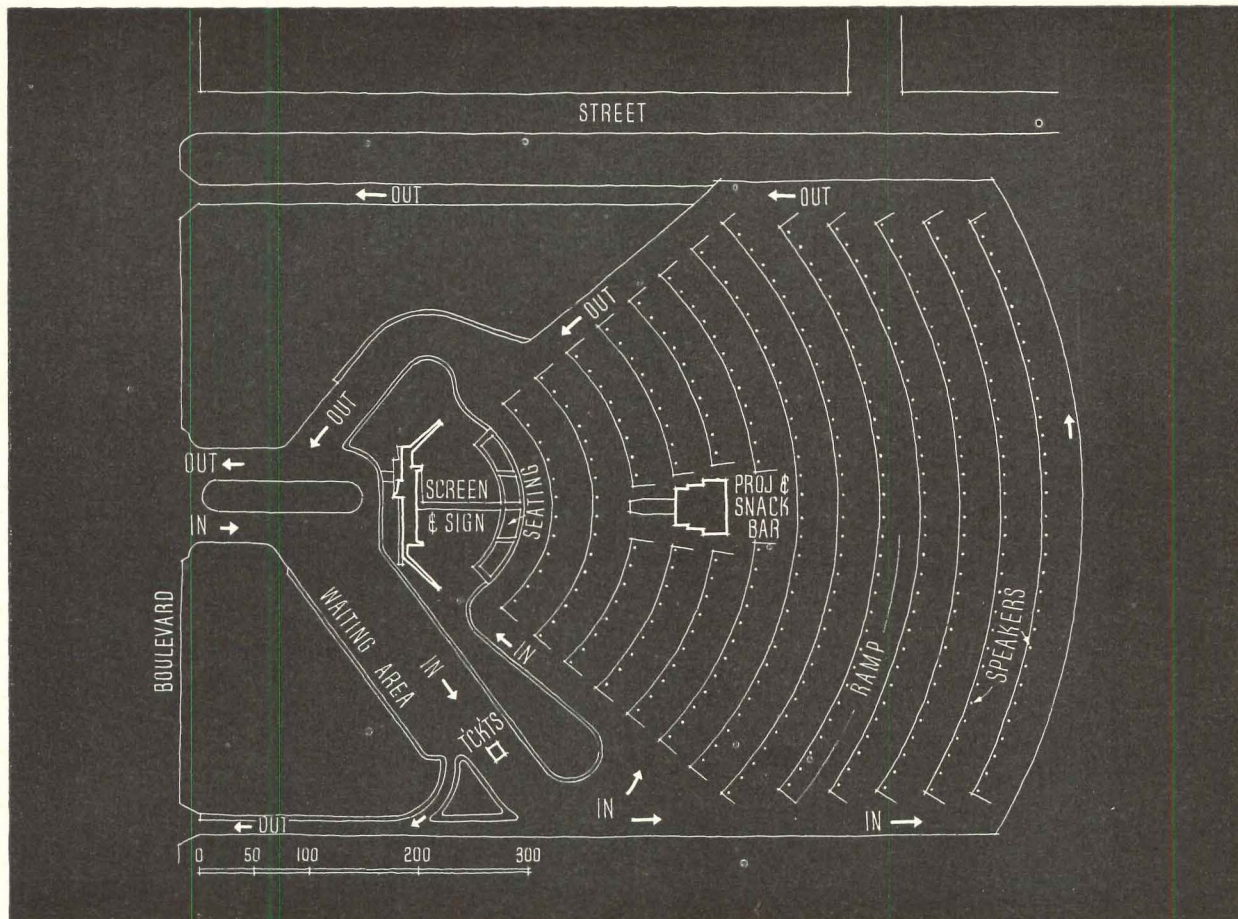 STREET
← OUT
← OUT
OUT
OUT
OUT ←
IN →
SCREEN
& SIGN
SEATING
PROJ &
SNACK
BAR
BOULEVARD
WAITING AREA
IN
IN
TCKTS
RAMP
SPEAKERS
IN
IN →
← OUT
0 50 100 200 300